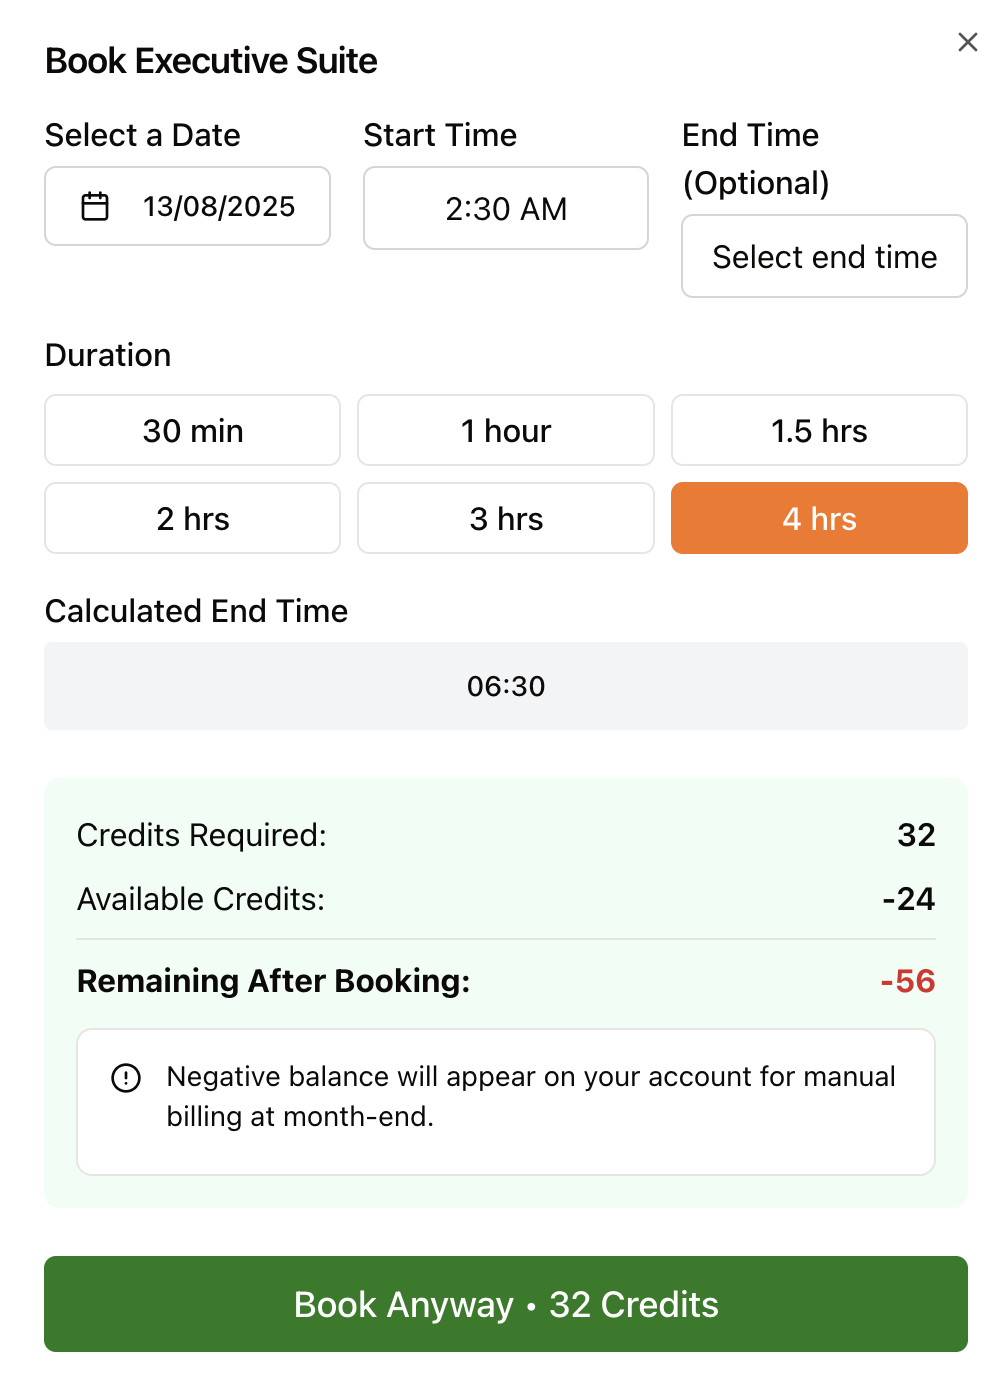 Book Executive Suite
Select a Date
13/08/2025
Start Time
2:30 AM
End Time
(Optional)
Select end time
Duration
30 min
1 hour
1.5 hrs
2 hrs
3 hrs
4 hrs
Calculated End Time
06:30
Credits Required: 32
Available Credits: -24
Remaining After Booking: -56
Negative balance will appear on your account for manual
billing at month-end.
Book Anyway • 32 Credits